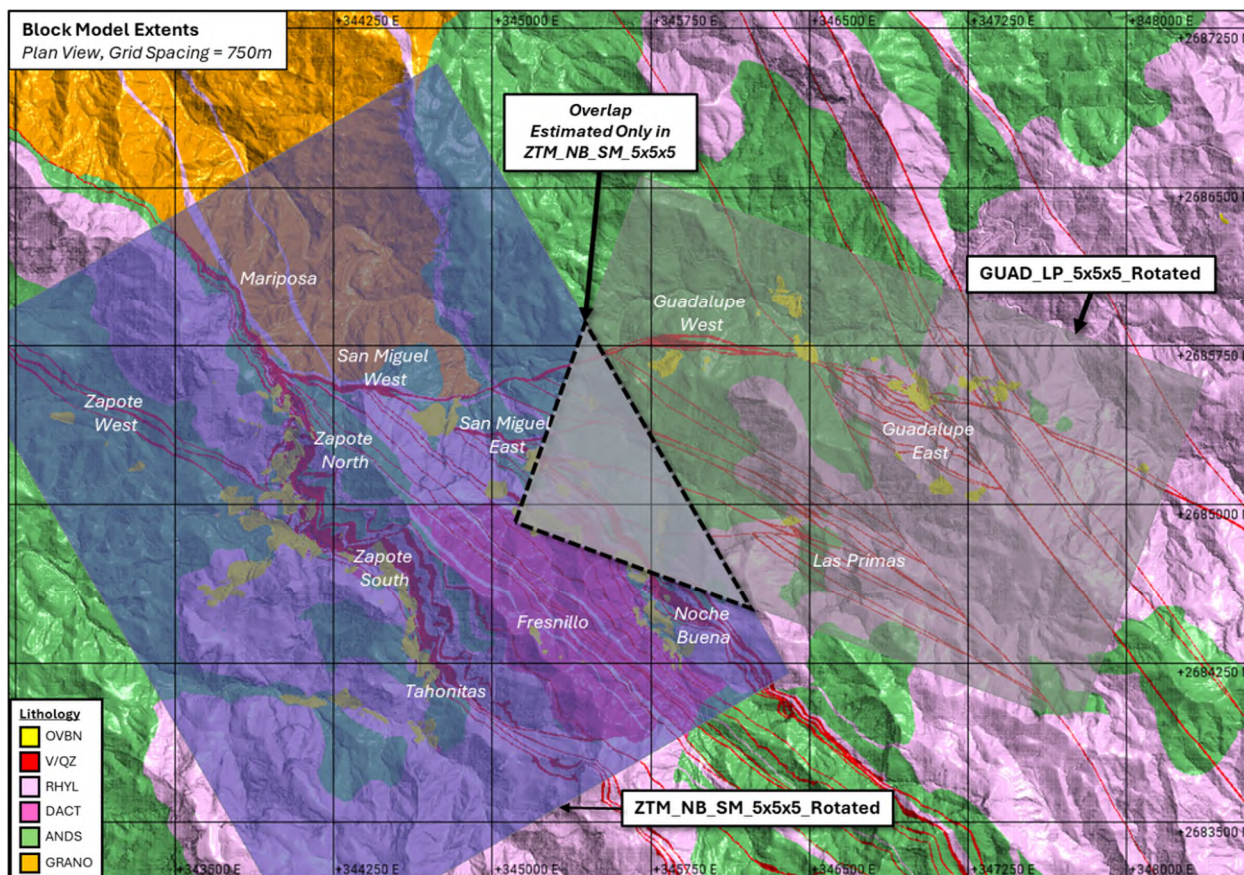 Block Model Extents
Plan View, Grid Spacing = 750m
+344250 E
+345000 E
+345750 E
+346500 E
+347250 E
+348000 E
+2687250 N
Overlap
Estimated Only in
ZTM_NB_SM_5x5x5
+2686500 N
GUAD_LP_5x5x5_Rotated
Mariposa
Guadalupe
West
+2685750 N
San Miguel
West
Zapote
West
San Miguel
East
Zapote
North
Guadalupe
East
+2685000 N
Zapote
South
Las Primas
Fresnillo
Noche
Buena
+2684250 N
Tahonitas
Lithology
OVBN
V/QZ
RHYL
DACT
ANDS
GRANO
ZTM_NB_SM_5x5x5_Rotated
+2683500 N
+343500 E
+344250 E
+345000 E
+345750 E
+346500 E
+347250 E
+348000 E